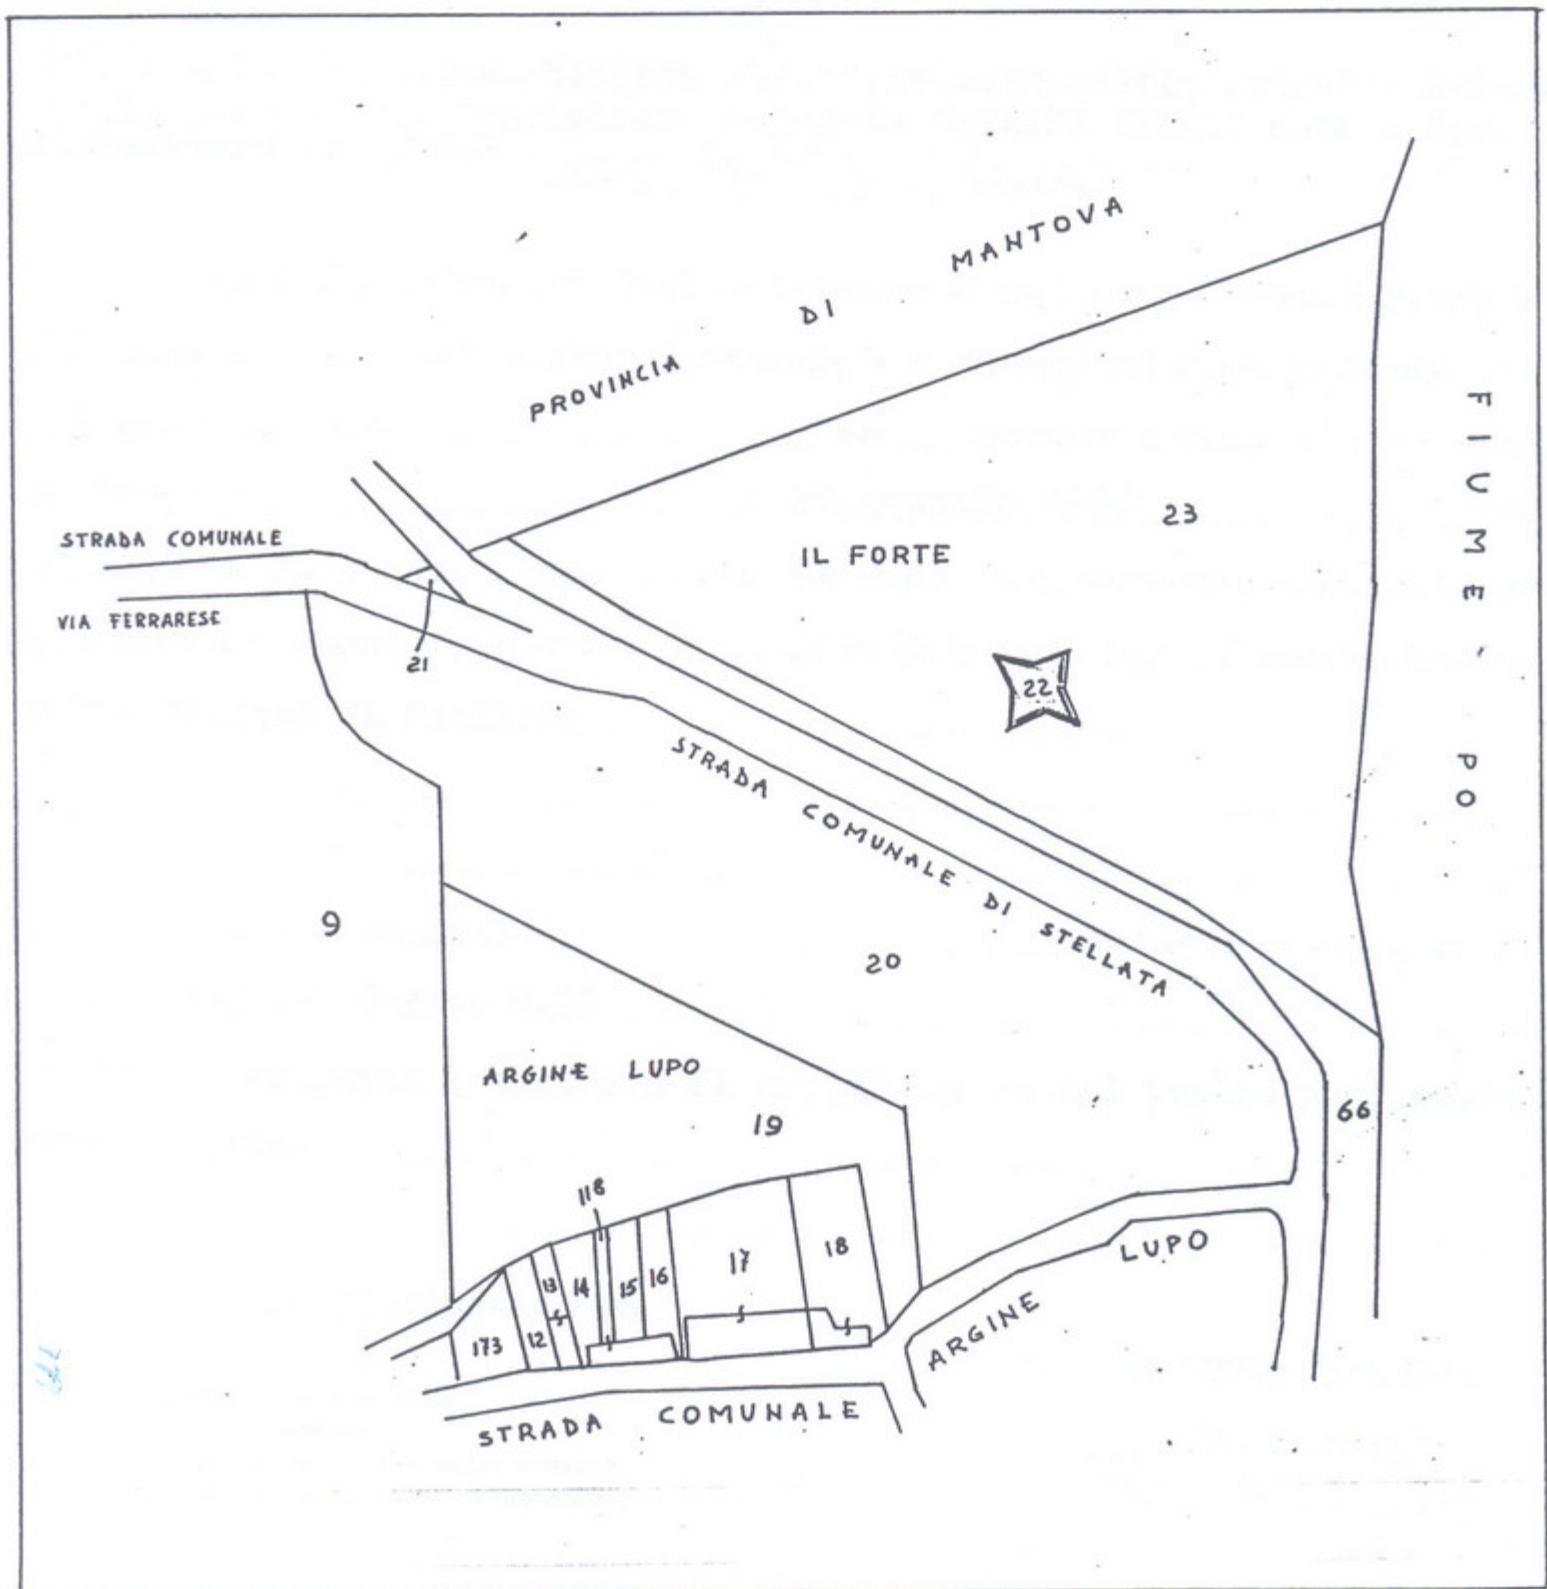 PROVINCIA DI MANTOVA
FIUME PO
23
IL FORTE
STRADA COMUNALE
VIA FERRARESE
21
22
STRADA COMUNALE DI STELLATA
9
20
ARGINE LUPO
19
66
118
18
17
16
15
14
13
12
173
ARGINE LUPO
STRADA COMUNALE